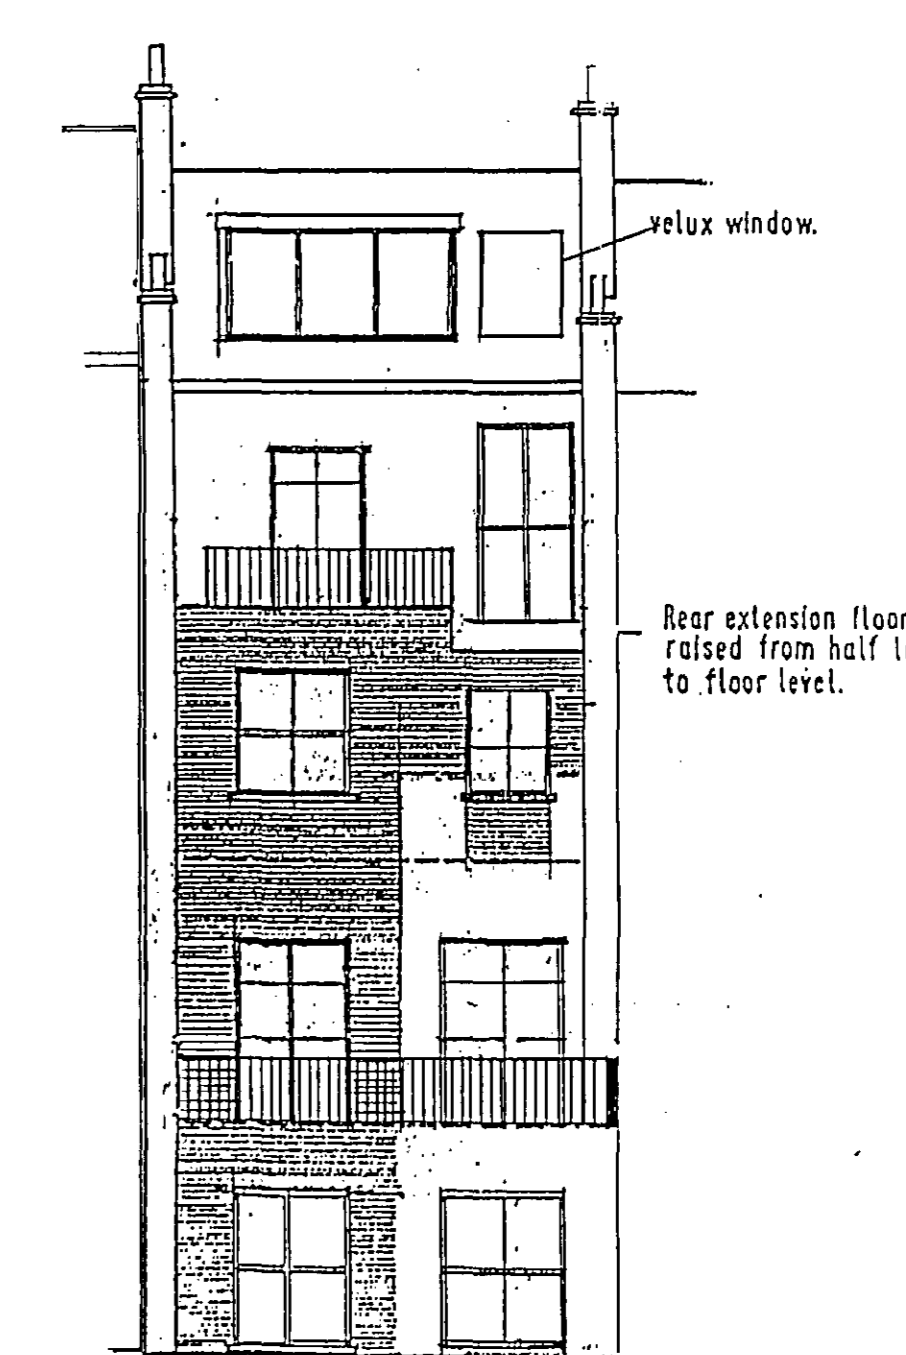 velux window.
Rear extension floor
raised from half
to floor level.